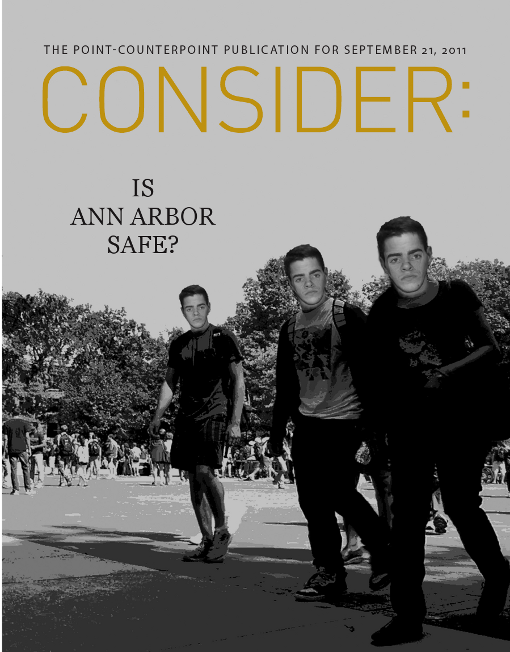 THE POINT-COUNTERPOINT PUBLICATION FOR SEPTEMBER 21, 2011
CONSIDER:
IS
ANN ARBOR
SAFE?